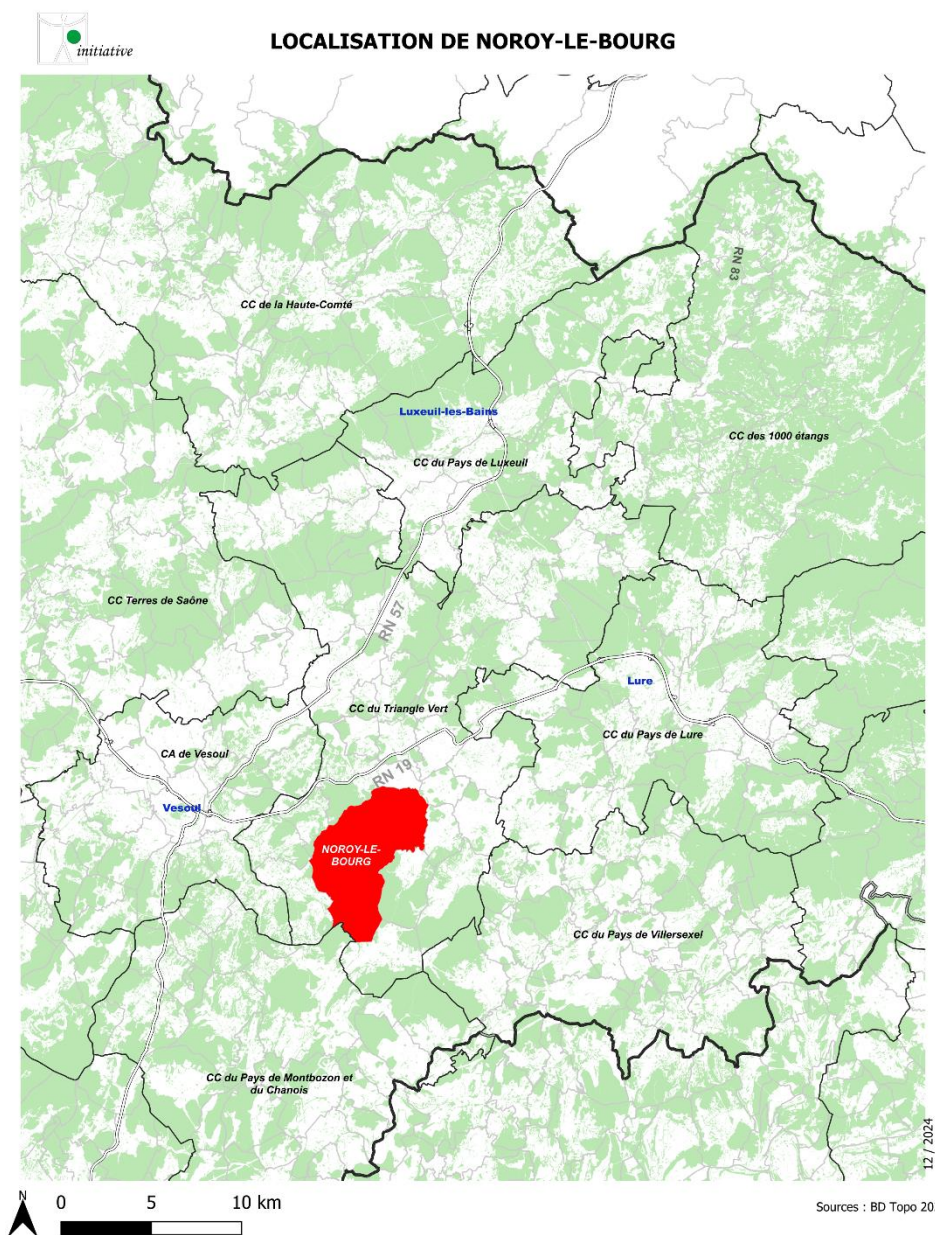 initiative
LOCALISATION DE NOROY-LE-BOURG
RN 83
CC de la Haute-Comté
Luxeuil-les-Bains
CC des 1000 étangs
CC du Pays de Luxeuil
CC Terres de Saône
RN 57
Lure
CC du Triangle Vert
CC du Pays de Lure
CA de Vesoul
RN 19
Vesoul
NOROY-LE-
BOURG
CC du Pays de Villersexel
CC du Pays de Montbozon et
du Chanois
12 / 2024
N
0 5 10 km
Sources : BD Topo 20